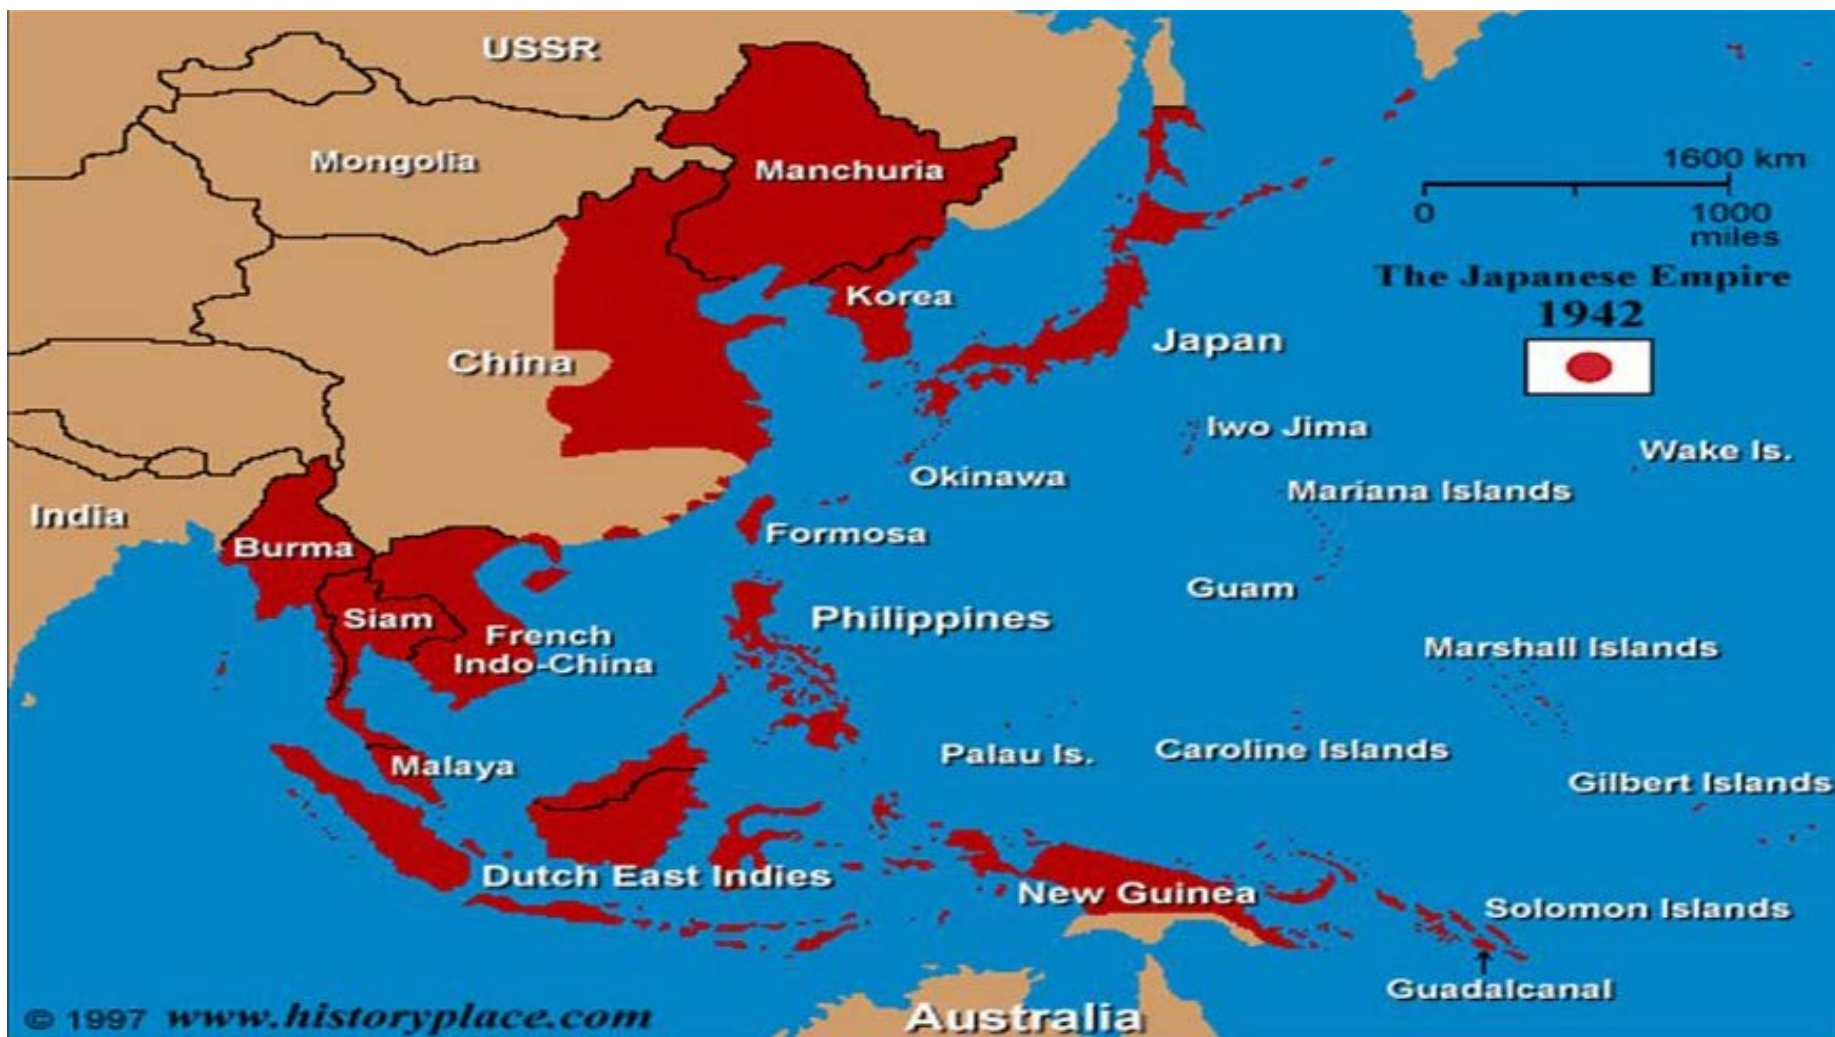 USSR
Mongolia
Manchuria
1600 km
0
1000
miles
The Japanese Empire
1942
Korea
Japan
China
Iwo Jima
Wake Is.
Okinawa
Mariana Islands
India
Burma
Formosa
Guam
Siam
Philippines
French
Indo-China
Marshall Islands
Malaya
Palau Is.
Caroline Islands
Gilbert Islands
Dutch East Indies
New Guinea
Solomon Islands
Guadalcanal
© 1997 www.historyplace.com
Australia